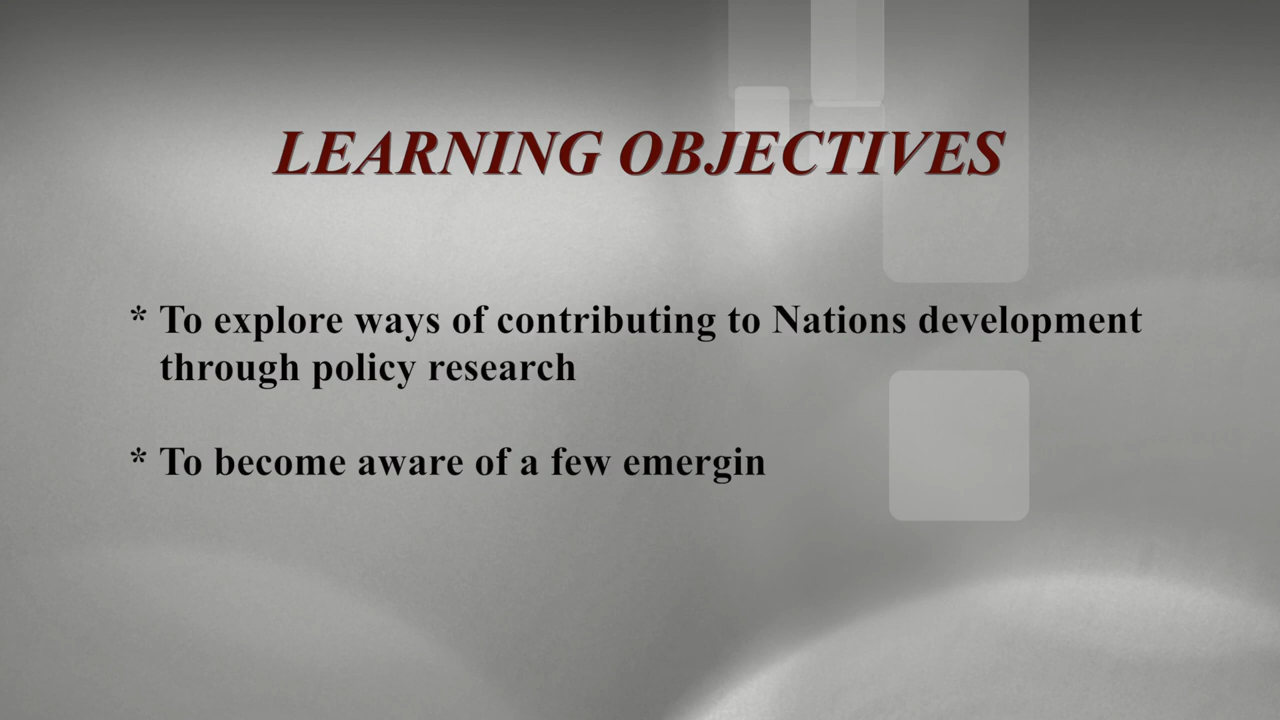 LEARNING OBJECTIVES
* To explore ways of contributing to Nations development
through policy research
* To become aware of a few emergin